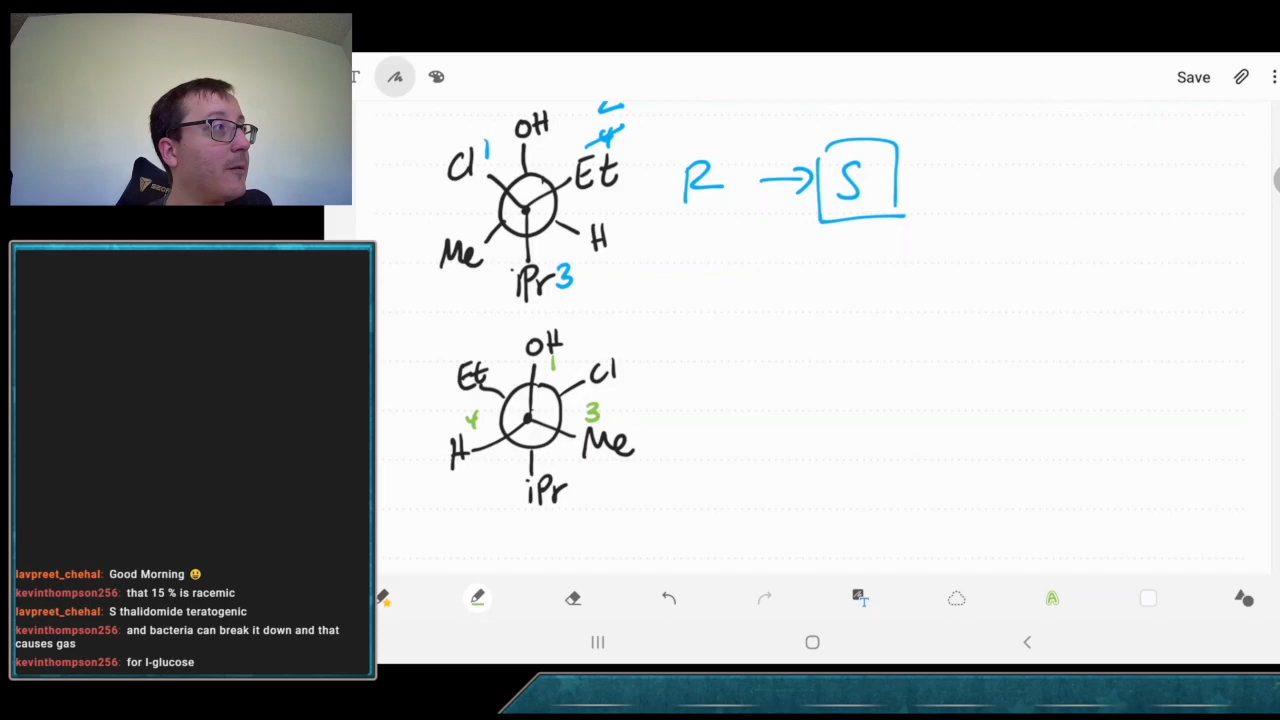 T
Save
OH
2
4
Cl 1
Et
R → S
Me
H
iPr 3
OH
Et
1
Cl
4
3
H
Me
iPr
lavpreet_chehal: Good Morning 😃
kevinthompson256: that 15 % is racemic
lavpreet_chehal: S thalidomide teratogenic
kevinthompson256: and bacteria can break it down and that
causes gas
kevinthompson256: for l-glucose
T
A